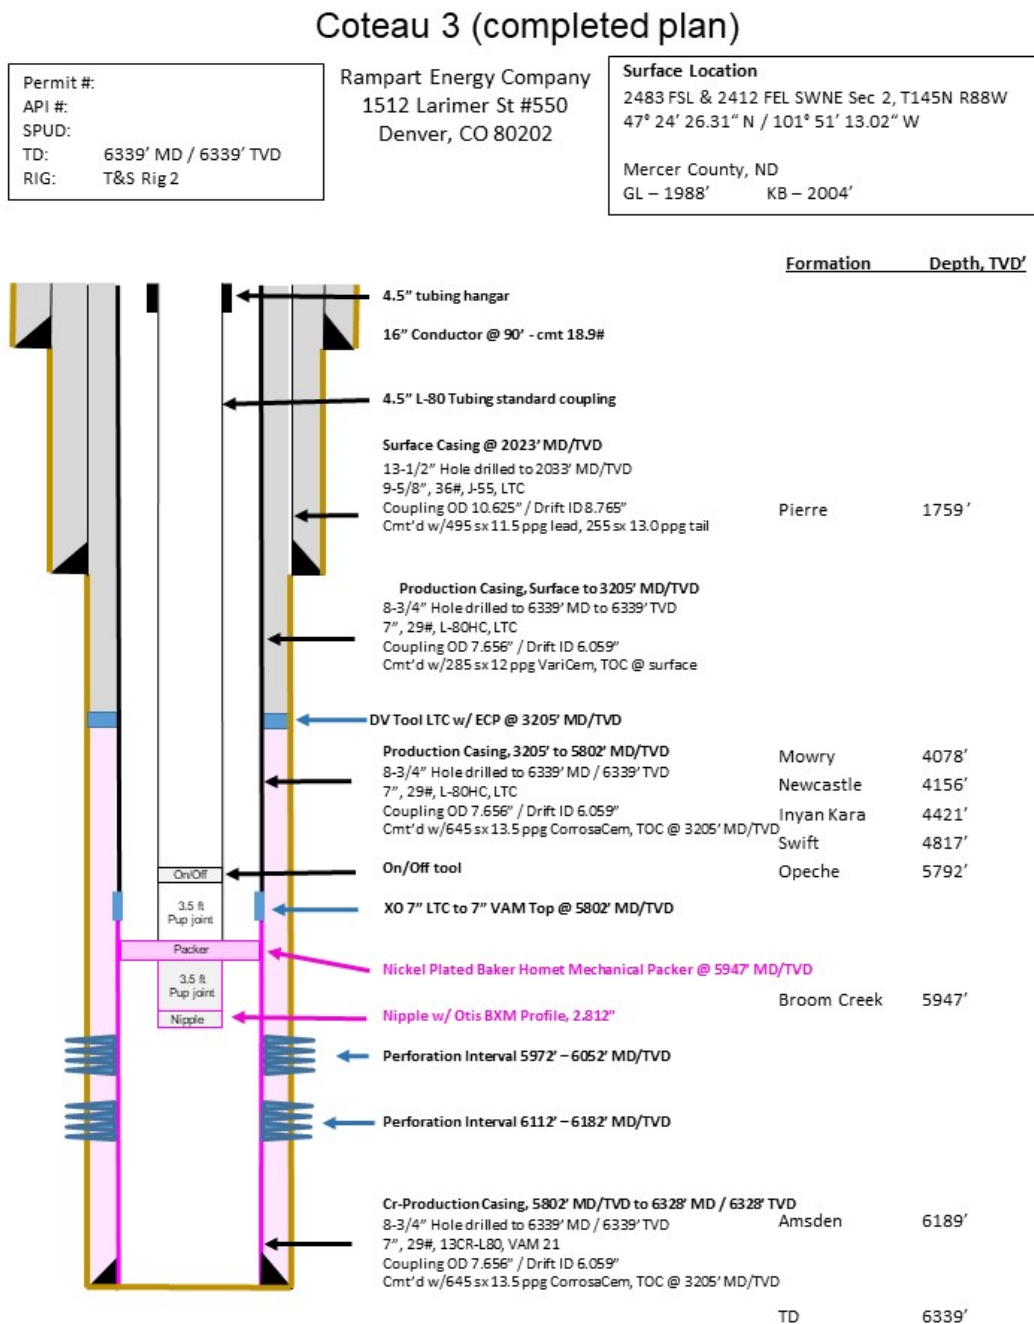 Coteau 3 (completed plan)
Permit #:
API #:
SPUD:
TD: 6339’ MD / 6339’ TVD
RIG: T&S Rig 2
Rampart Energy Company
1512 Larimer St #550
Denver, CO 80202
Surface Location
2483 FSL & 2412 FEL SWNE Sec 2, T145N R88W
47° 24’ 26.31“ N / 101° 51’ 13.02“ W
Mercer County, ND
GL – 1988’ KB – 2004’
Formation Depth, TVD’
4.5” tubing hangar
16” Conductor @ 90’ - cmt 18.9#
4.5” L-80 Tubing standard coupling
Surface Casing @ 2023’ MD/TVD
13-1/2” Hole drilled to 2033’ MD/TVD
9-5/8”, 36#, J-55, LTC
Coupling OD 10.625” / Drift ID 8.765”
Cmt’d w/495 sx 11.5 ppg lead, 255 sx 13.0 ppg tail
Pierre 1759’
Production Casing, Surface to 3205’ MD/TVD
8-3/4” Hole drilled to 6339’ MD to 6339’ TVD
7”, 29#, L-80HC, LTC
Coupling OD 7.656” / Drift ID 6.059”
Cmt’d w/285 sx 12 ppg VariCem, TOC @ surface
DV Tool LTC w/ ECP @ 3205’ MD/TVD
Production Casing, 3205’ to 5802’ MD/TVD
8-3/4” Hole drilled to 6339’ MD / 6339’ TVD
7”, 29#, L-80HC, LTC
Coupling OD 7.656” / Drift ID 6.059”
Cmt’d w/645 sx 13.5 ppg CorrosaCem, TOC @ 3205’ MD/TVD
Mowry 4078’
Newcastle 4156’
Inyan Kara 4421’
Swift 4817’
Opeche 5792’
On/Off
On/Off tool
3.5 ft
Pup joint
XO 7” LTC to 7” VAM Top @ 5802’ MD/TVD
Packer
Nickel Plated Baker Hornet Mechanical Packer @ 5947’ MD/TVD
3.5 ft
Pup joint
Broom Creek 5947’
Nipple
Nipple w/ Otis BXM Profile, 2.812”
Perforation Interval 5972’ – 6052’ MD/TVD
Perforation Interval 6112’ – 6182’ MD/TVD
Cr-Production Casing, 5802’ MD/TVD to 6328’ MD / 6328’ TVD
8-3/4” Hole drilled to 6339’ MD / 6339’ TVD
7”, 29#, 13CR-L80, VAM 21
Coupling OD 7.656” / Drift ID 6.059”
Cmt’d w/645 sx 13.5 ppg CorrosaCem, TOC @ 3205’ MD/TVD
Amsden 6189’
TD 6339’